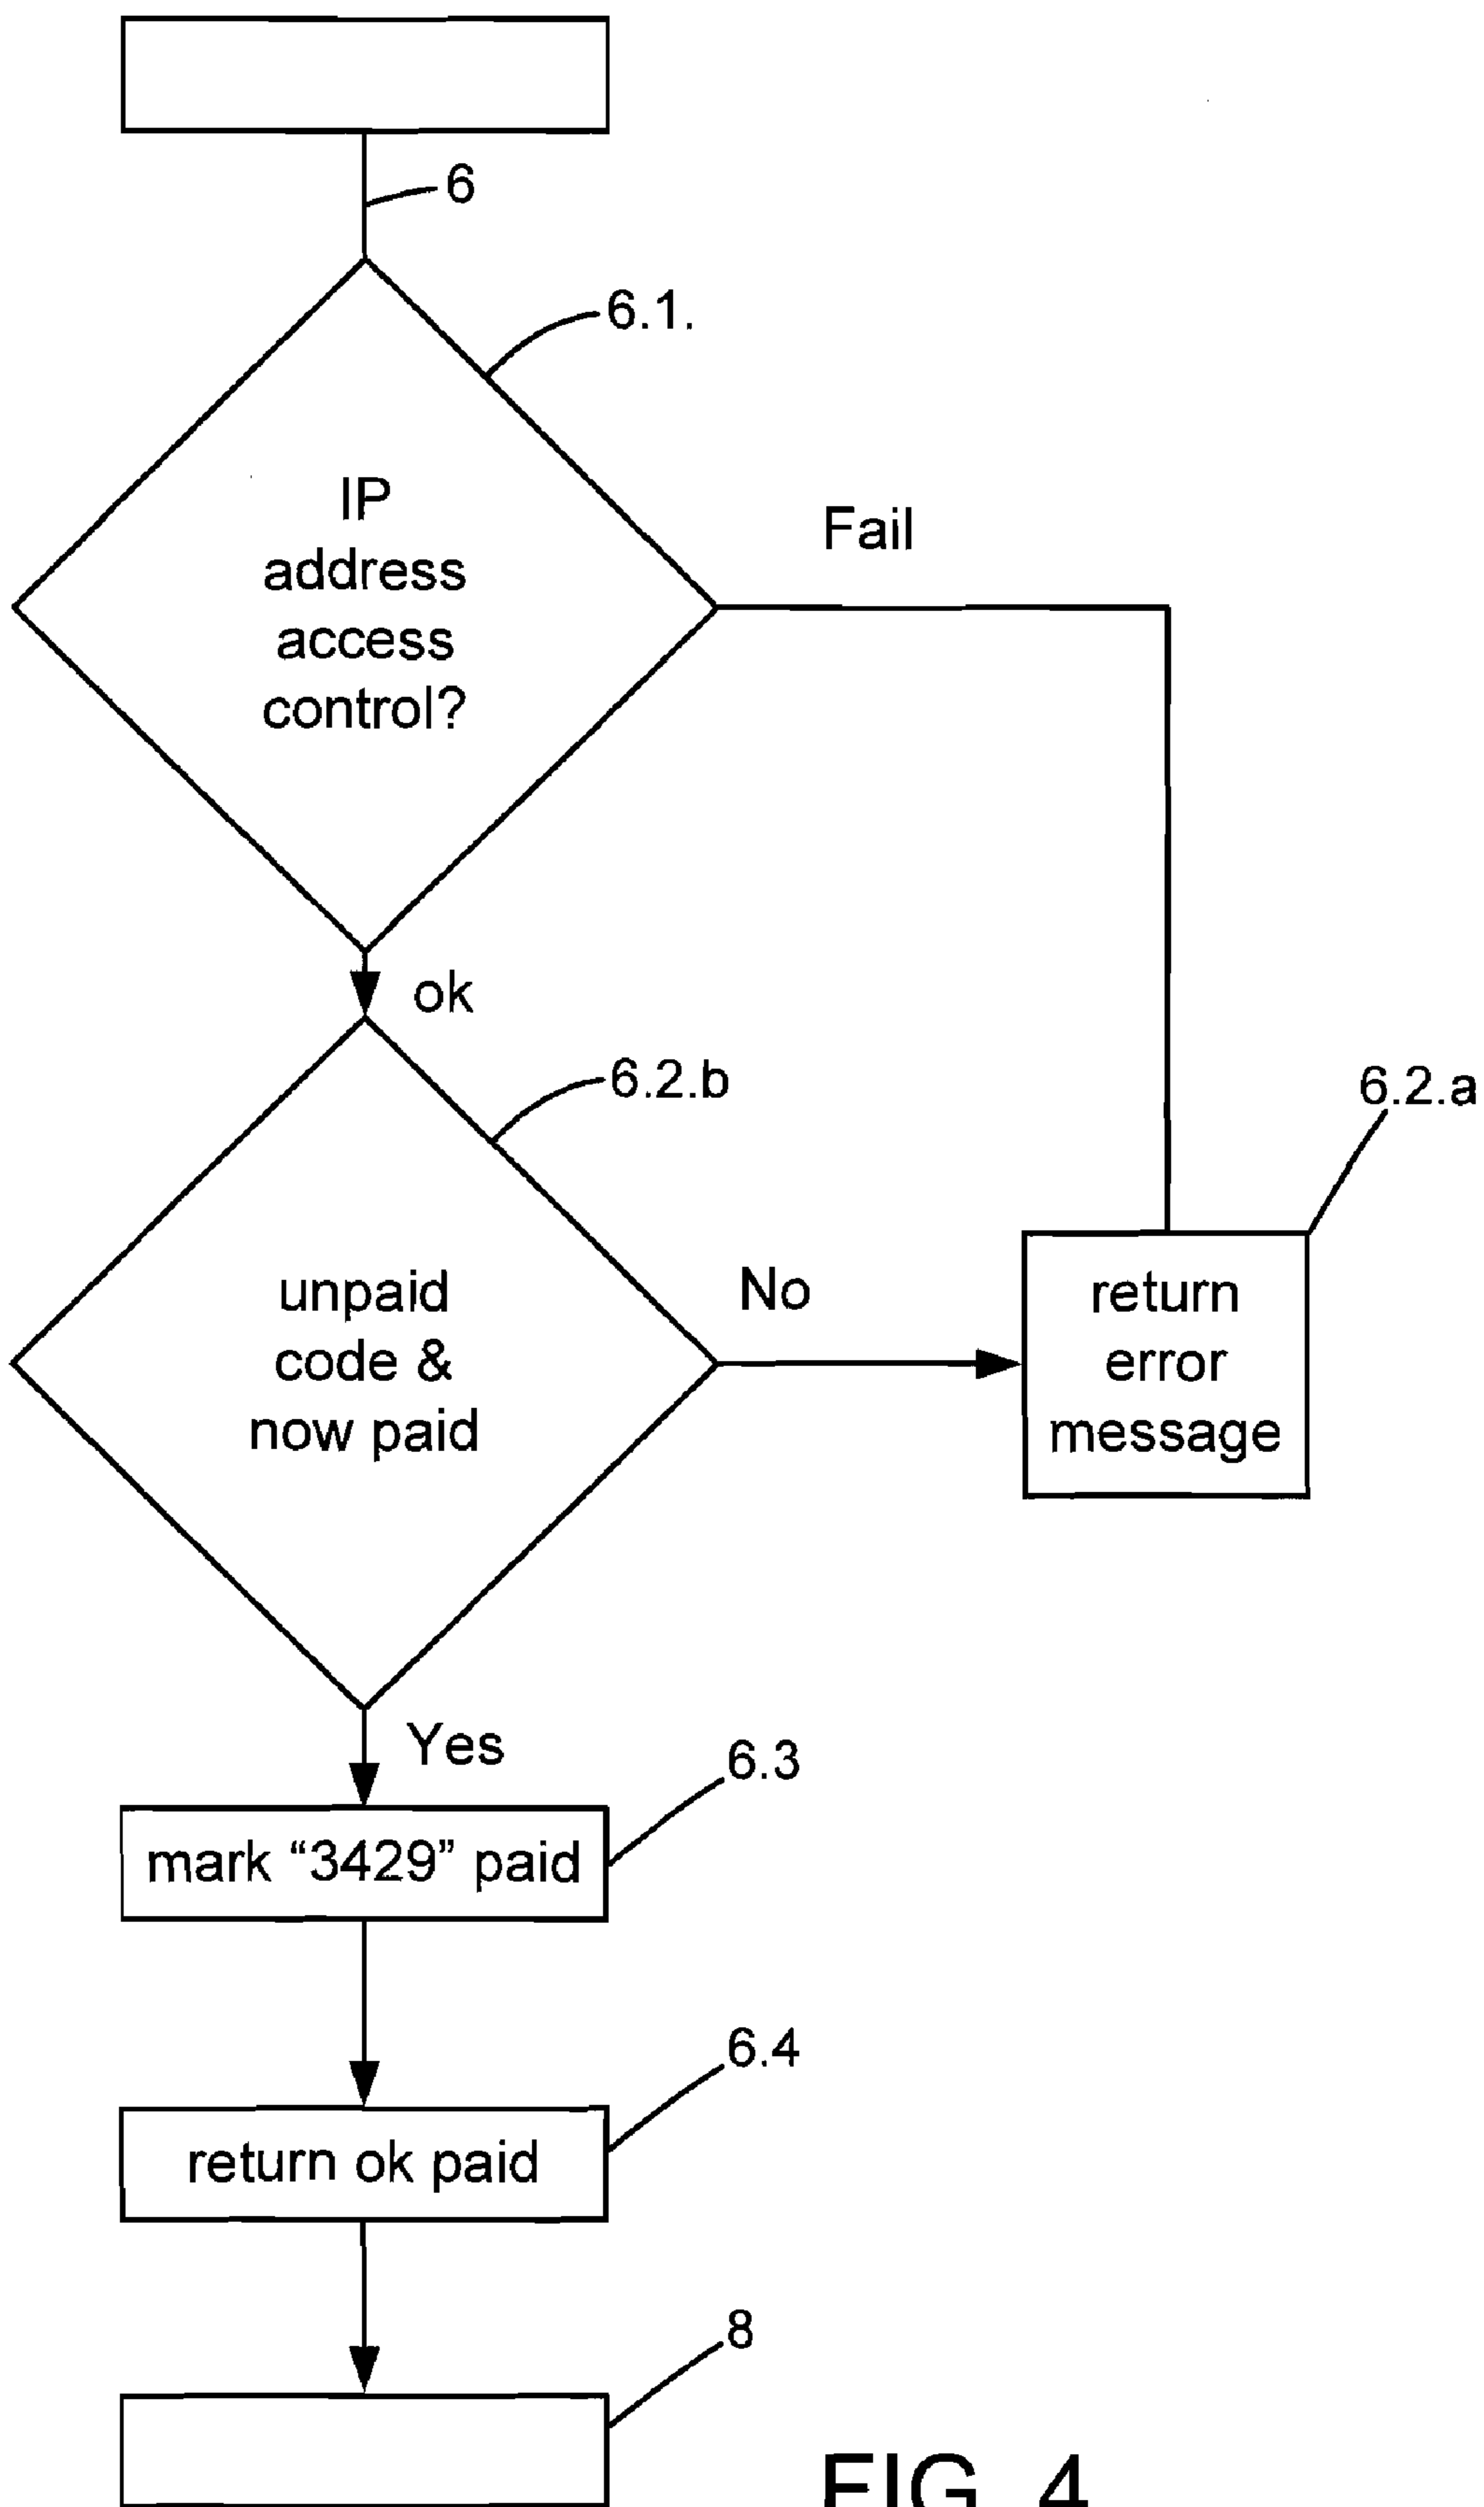 6
6.1.
IP
address
access
control?
Fail
ok
6.2.b
6.2.a
unpaid
code &
now paid
No
return
error
message
Yes
6.3
mark “3429” paid
6.4
return ok paid
8
FIG. 4